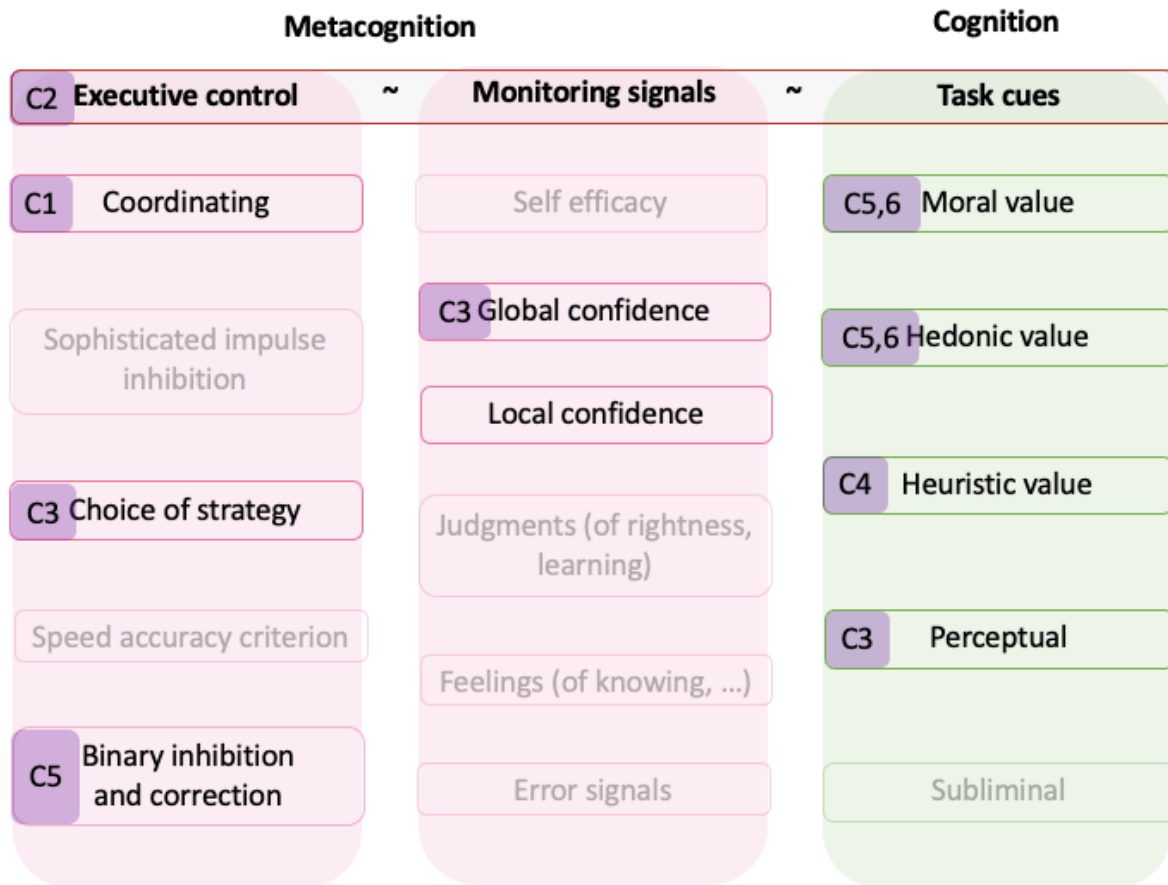 Metacognition
Cognition
C2 Executive control ~ Monitoring signals ~ Task cues
C1 Coordinating
Sophisticated impulse
inhibition
C3 Choice of strategy
Speed accuracy criterion
C5 Binary inhibition
and correction
Self efficacy
C3 Global confidence
Local confidence
Judgments (of rightness,
learning)
Feelings (of knowing, ...)
Error signals
C5,6 Moral value
C5,6 Hedonic value
C4 Heuristic value
C3 Perceptual
Subliminal